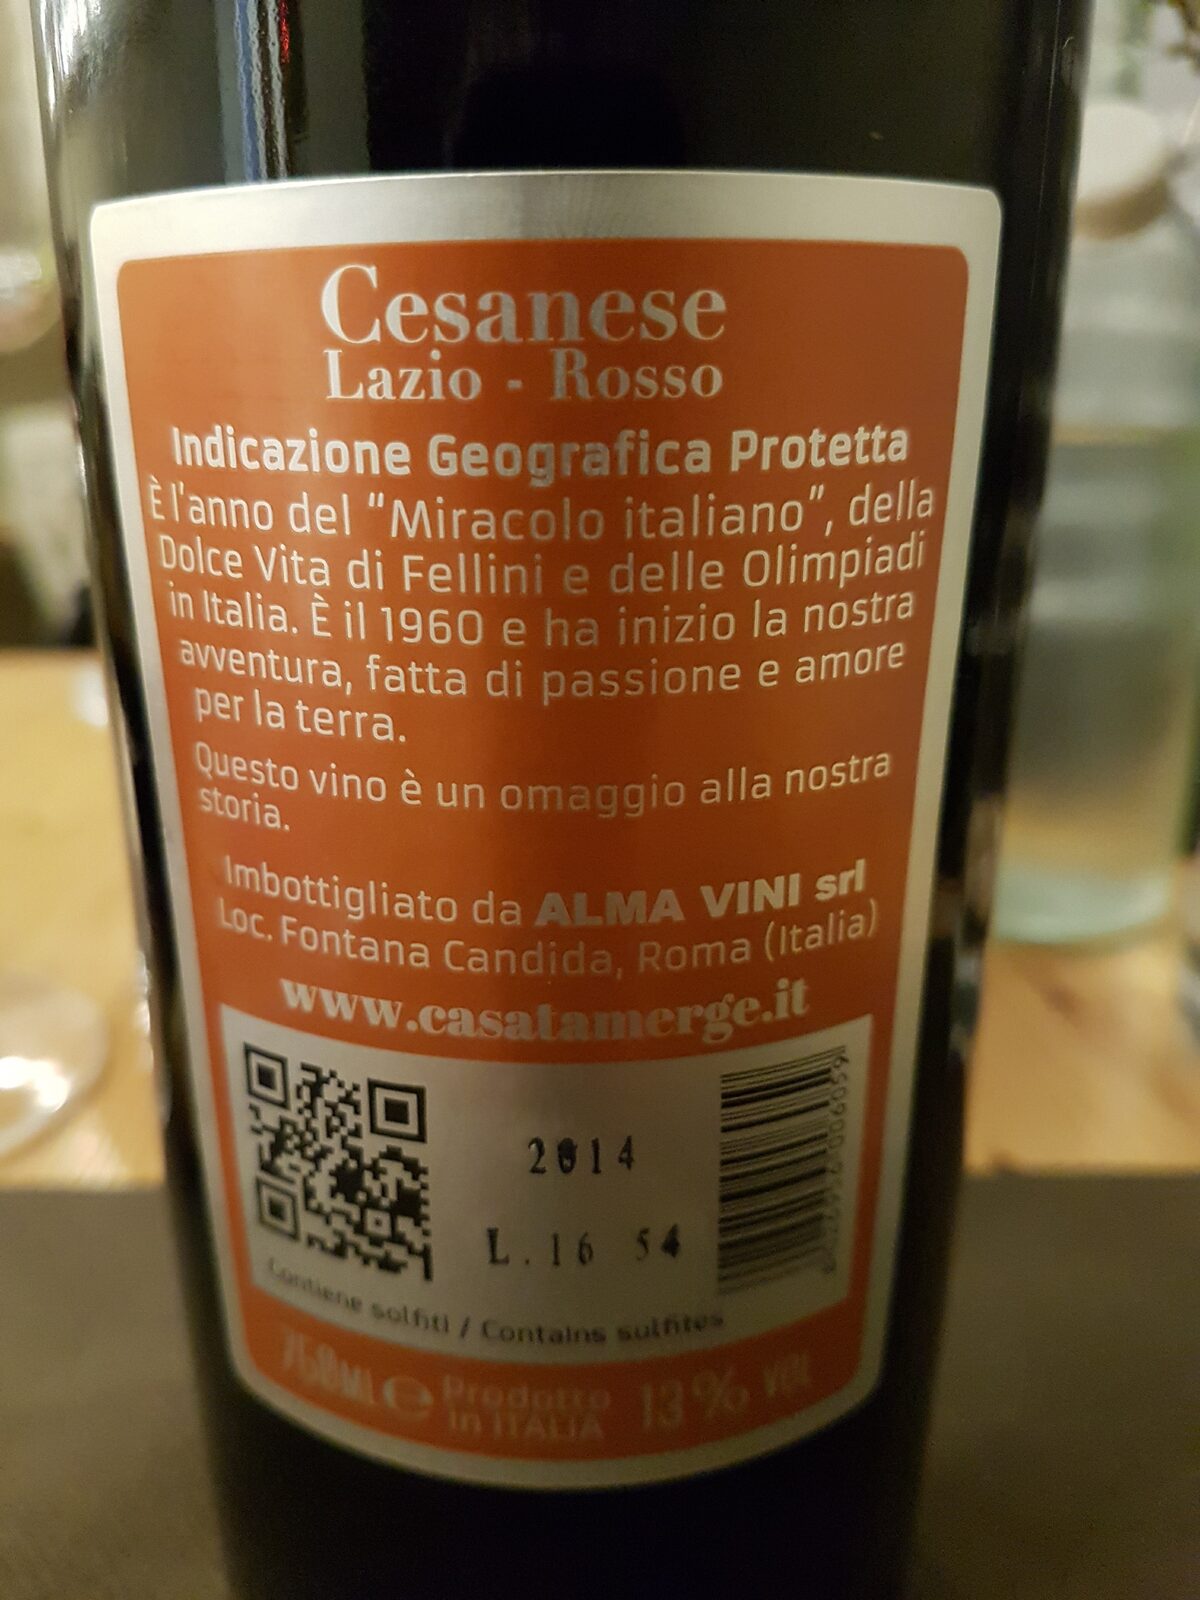 Cesanese
Lazio - Rosso
Indicazione Geografica Protetta
È l'anno del “Miracolo italiano”, della
Dolce Vita di Fellini e delle Olimpiadi
in Italia. È il 1960 e ha inizio la nostra
avventura, fatta di passione e amore
per la terra.
Questo vino è un omaggio alla nostra
storia.
Imbottigliato da ALMA VINI srl
Loc. Fontana Candida, Roma (Italia)
www.casatamerge.it
2014
L.16 54
Contiene solfiti / Contains sulfites
750ML e Prodotto in ITALIA 13% VOL